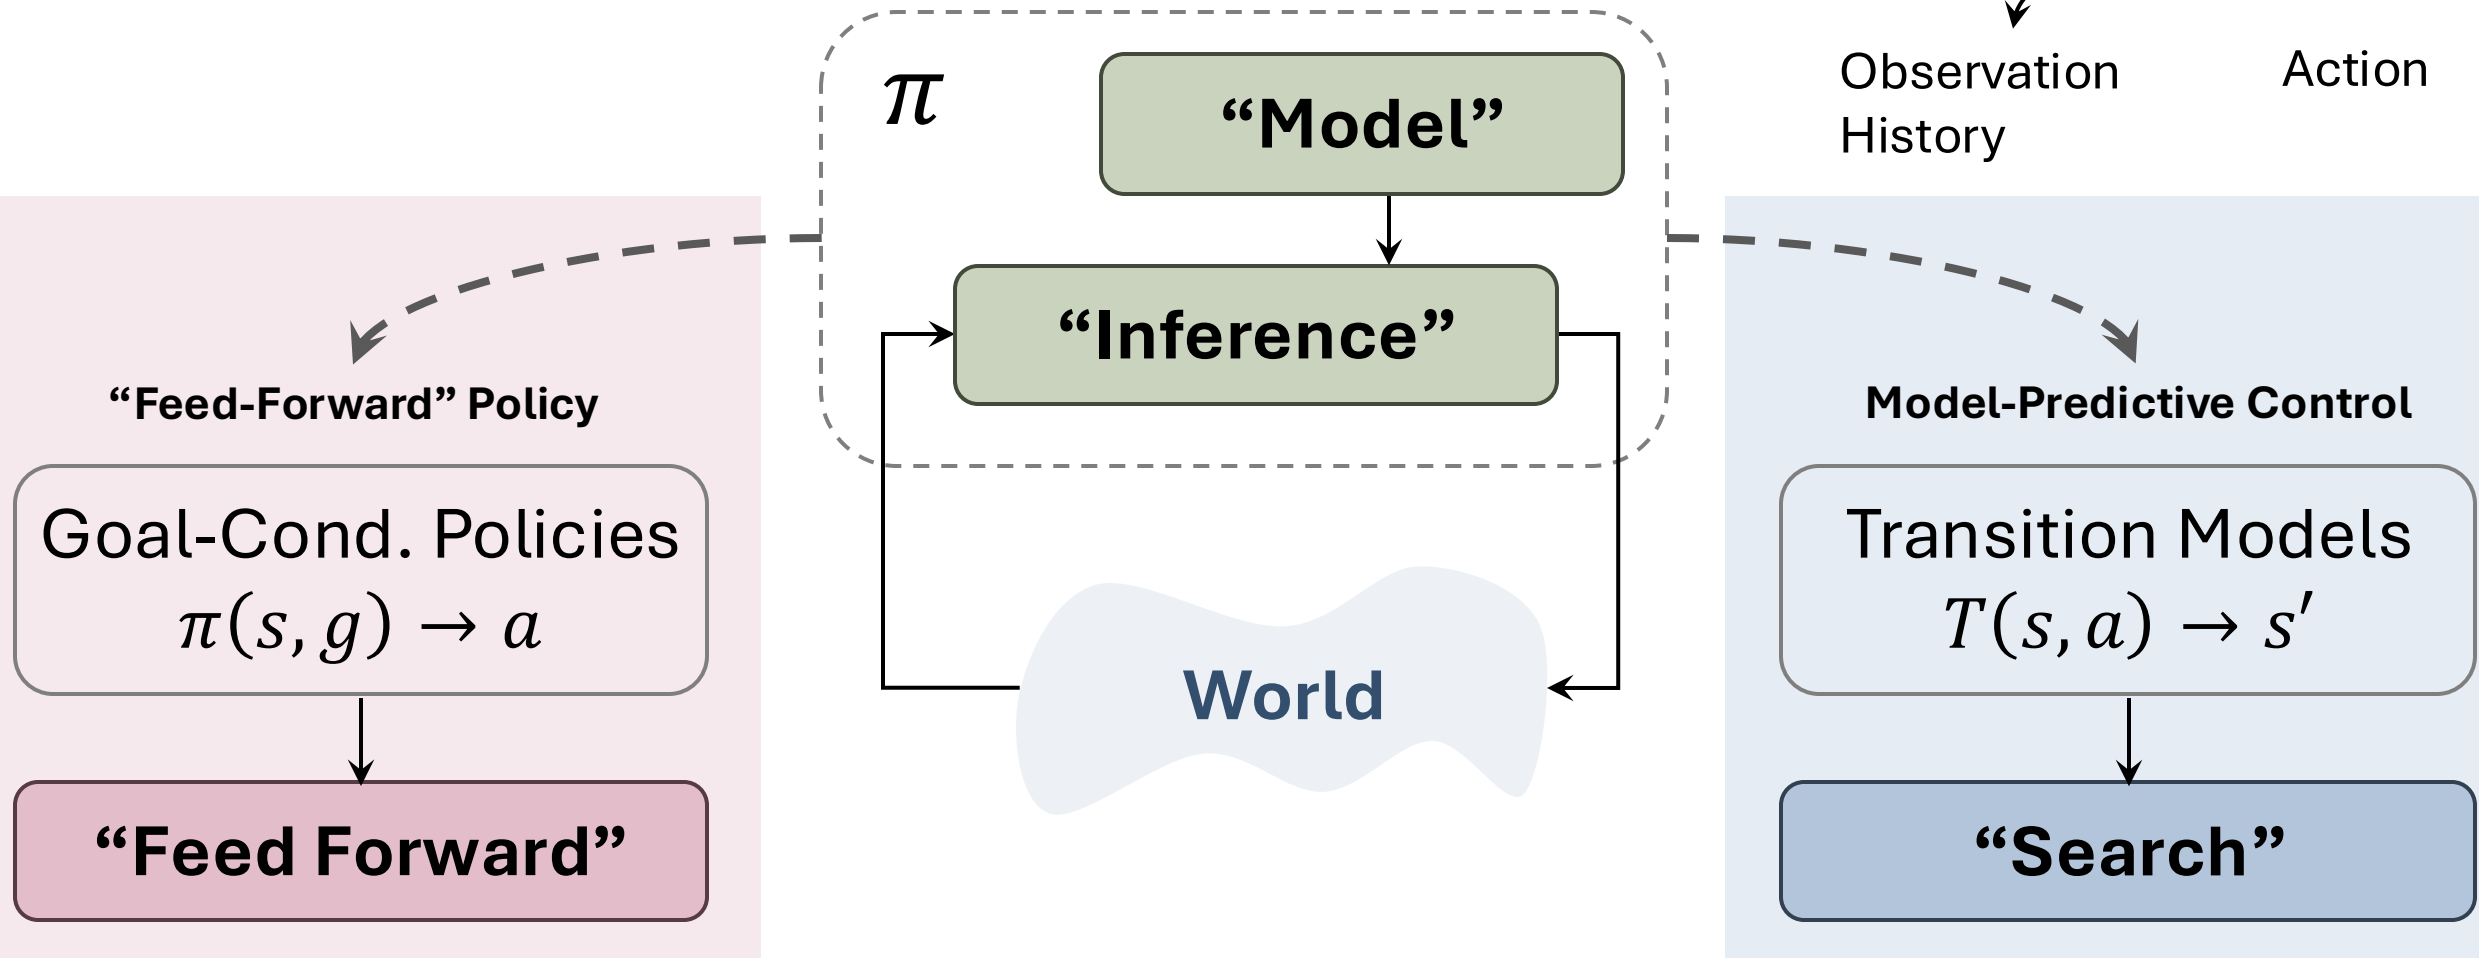 π
“Model”
Observation
History
Action
“Inference”
“Feed-Forward” Policy
Goal-Cond. Policies
π(s, g) → a
“Feed Forward”
World
Model-Predictive Control
Transition Models
T(s, a) → s′
“Search”